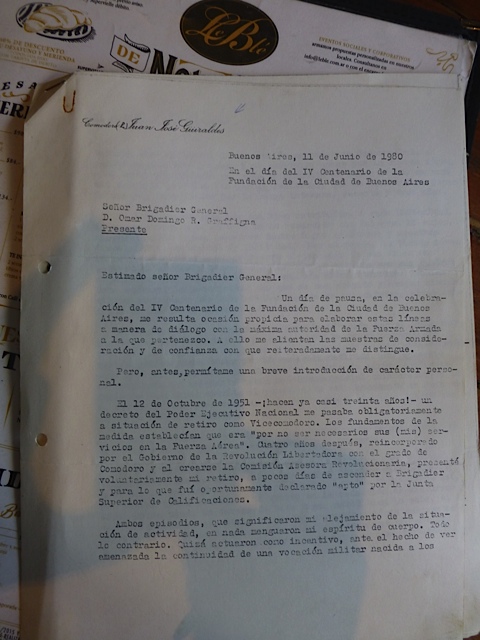 Le Blé
EVENTOS SOCIALES Y CORPORATIVOS
DE
Comodoro (R) Juan José Güiraldes
Buenos Aires, 11 de Junio de 1980
En el día del IV Centenario de la
Fundación de la Ciudad de Buenos Aires
Señor Brigadier General
D. Omar Domingo R. Graffigna
Presente
Estimado señor Brigadier General:
Un día de pausa, en la celebra-
ción del IV Centenario de la Fundación de la Ciudad de Buenos
Aires, me resulta ocasión propicia para elaborar estas líneas
a manera de diálogo con la máxima autoridad de la Fuerza Armada
a la que pertenezco. A ello me alientan las muestras de conside-
ración y de confianza con que reiteradamente me distingue.
Pero, antes, permítame una breve introducción de carácter perso-
nal.
El 12 de Octubre de 1951 -¡hacen ya casi treinta años!- un
decreto del Poder Ejecutivo Nacional me pasaba obligatoriamente
a situación de retiro como Vicecomodoro. Los fundamentos de la
medida establecían que era "por no ser necesarios sus (mis) ser-
vicios en la Fuerza Aérea". Cuatro años después, reincorporado
por el Gobierno de la Revolución Libertadora con el grado de
Comodoro y al crearse la Comisión Asesora Revolucionaria, presenté
voluntariamente mi retiro, a pocos días de ascender a Brigadier
y para lo que fuí oportunamente declarado "apto" por la Junta
Superior de Calificaciones.
Ambos episodios, que significaron mi alejamiento de la situa-
ción de actividad, en nada menguaron mi espíritu de cuerpo. Todo
lo contrario. Quizá actuaron como incentivo, ante el hecho de ver
amenazada la continuidad de una vocación militar nacida a los